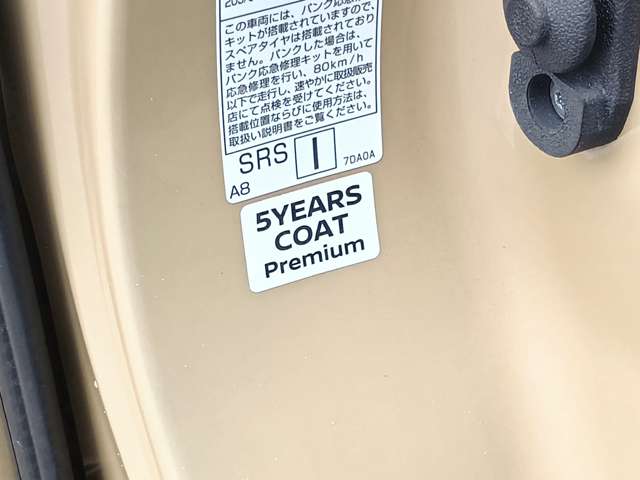 この車両には、パンク応急修
キットが搭載されていますので、
スペアタイヤは搭載されており
ません。パンクした場合は、
パンク応急修理キットを用いて
応急修理を行い、80km/h
以下で走行し、速やかに取扱販売
店にて点検を受けてください。
搭載位置ならびに使用方法は、
取扱い説明書をご覧ください。
SRS I 7DA0A
A8
5YEARS
COAT
Premium